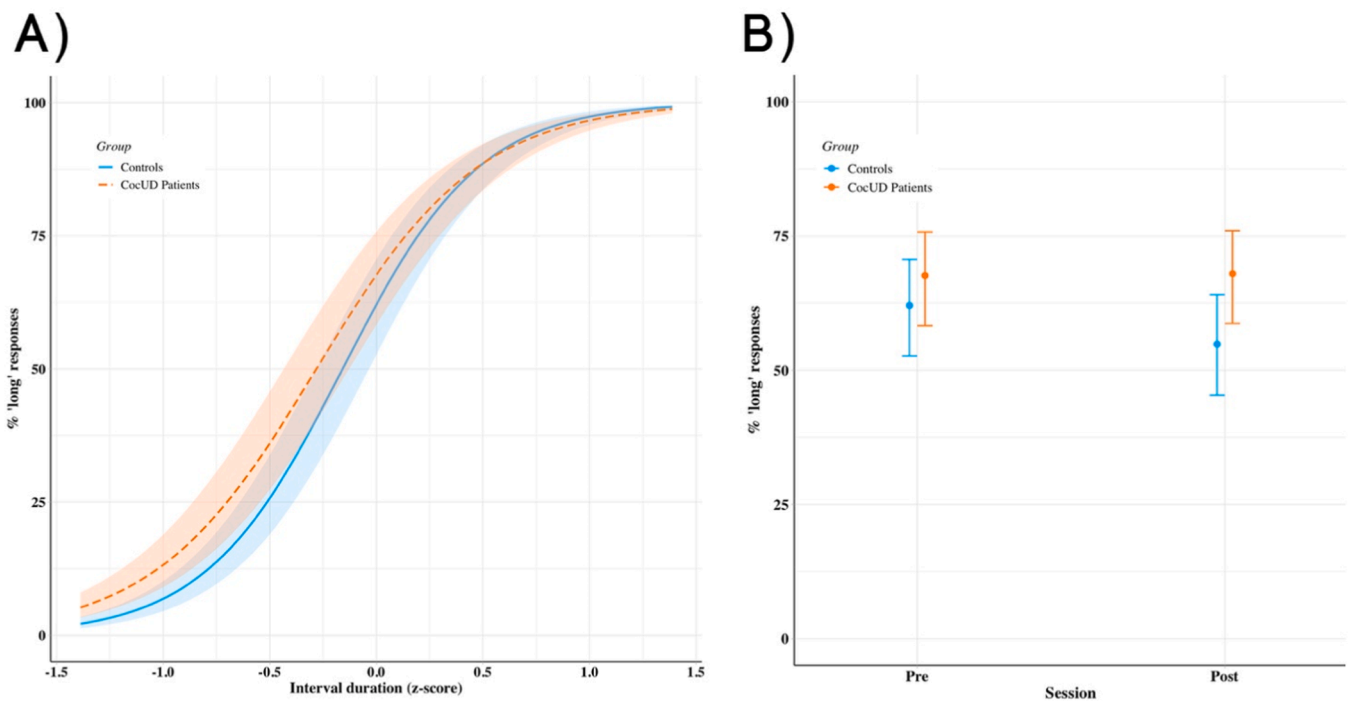 A)
100
75
50
25
0
% 'long' responses
Group
Controls
CocUD Patients
-1.5
-1.0
-0.5
0.0
0.5
1.0
1.5
Interval duration (z-score)
B)
100
75
50
25
0
% 'long' responses
Group
Controls
CocUD Patients
Pre
Post
Session